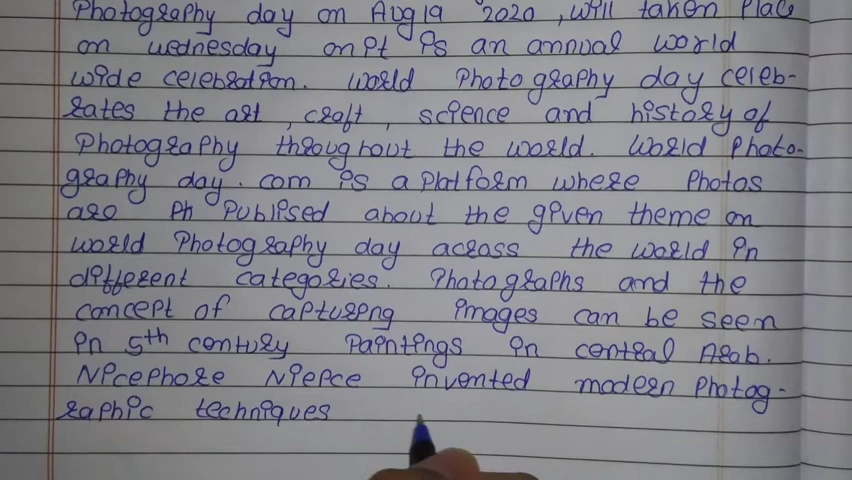 Photography day on Aug 19 2020, will taken place
on wednesday on it is an annual world
wide celebration. World Photography day celeb-
rates the art, craft, science and history of
Photography throughout the world. World Photo-
graphy day.com is a platform where Photos
are Ph Publised about the given theme on
world Photography day across the world in
different categories. Photographs and the
concept of capturing images can be seen
in 5th contury Paintings in central Arab.
Nicephore Niepce invented modern Photog-
raphic techniques